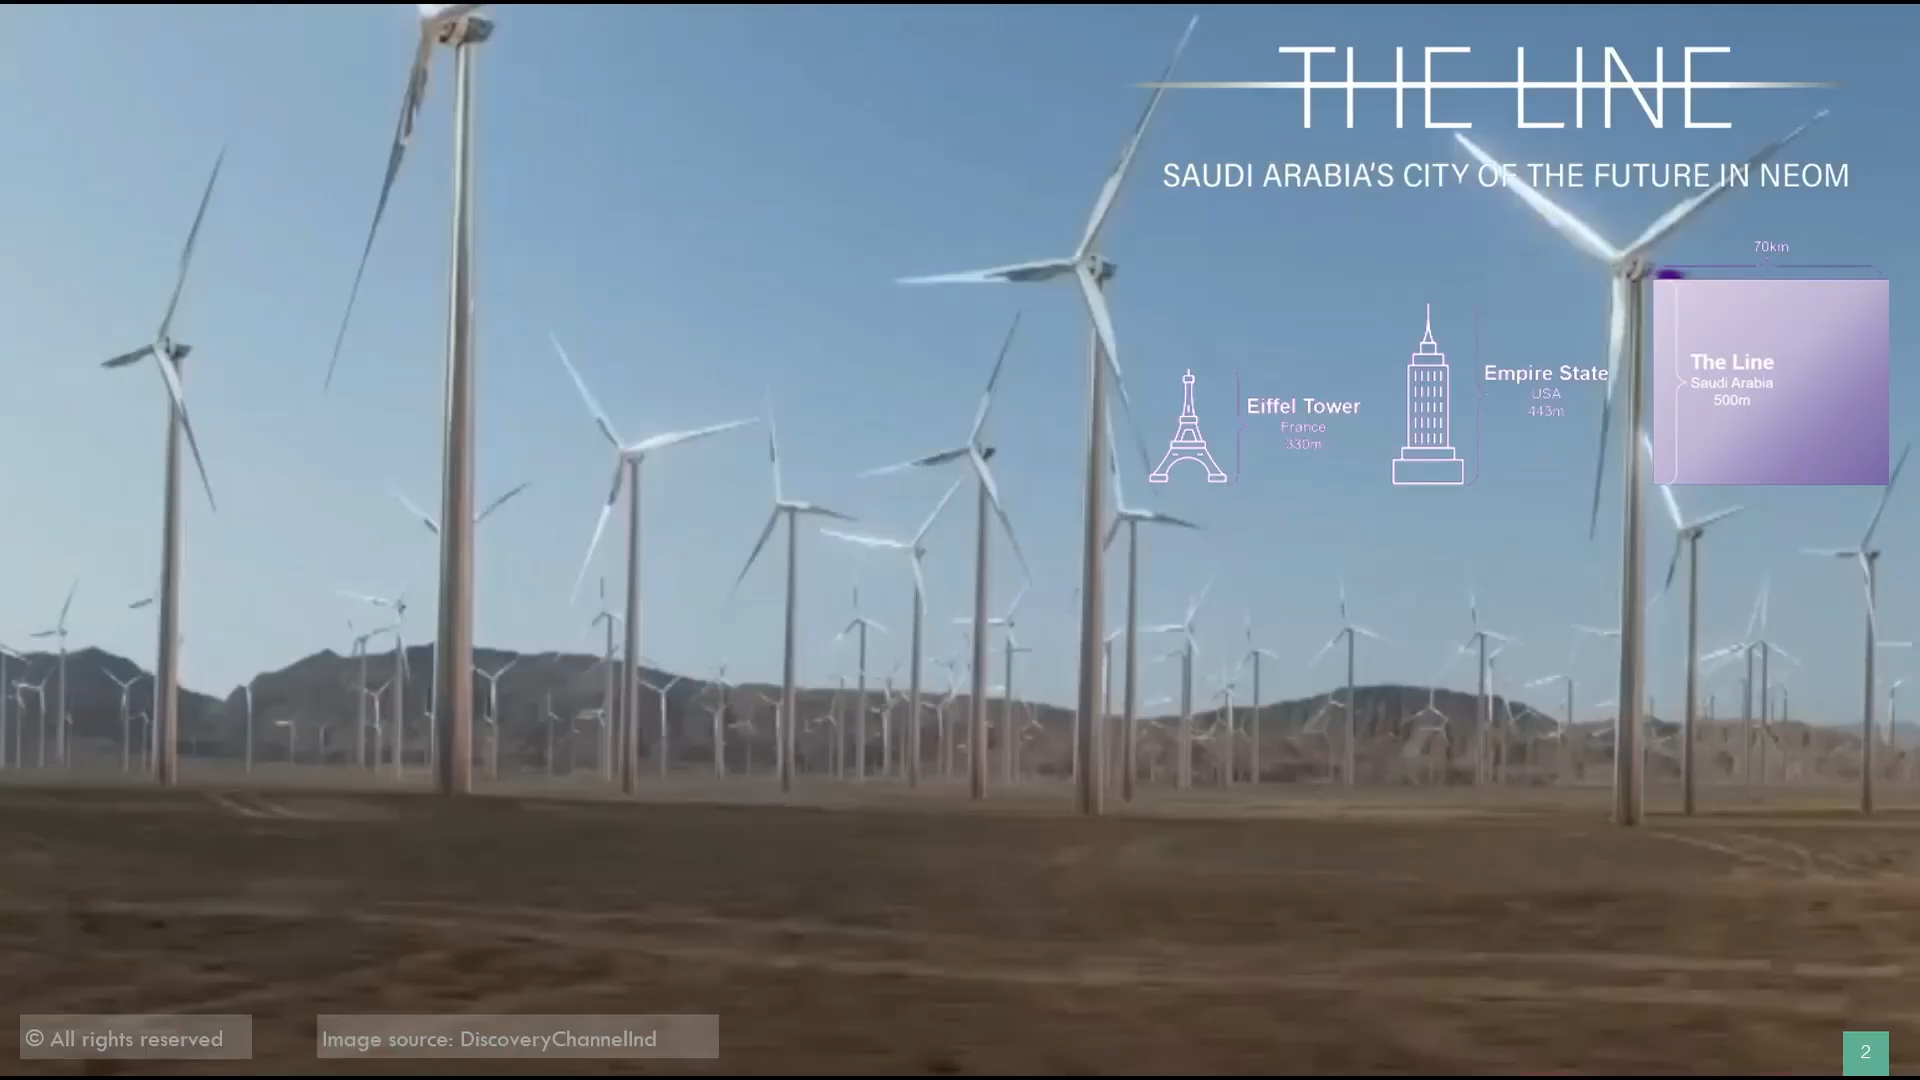 THE LINE
SAUDI ARABIA'S CITY OF THE FUTURE IN NEOM
70km
Eiffel Tower
France
330m
Empire State
USA
443m
The Line
Saudi Arabia
500m
© All rights reserved
Image source: DiscoveryChannelInd
2